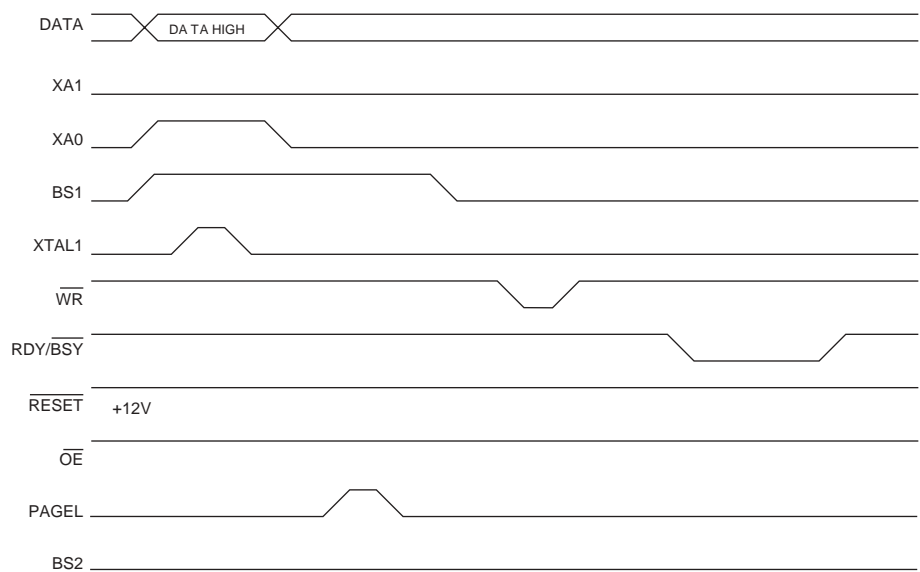 DATA
DA TA HIGH
XA1
XA0
BS1
XTAL1
WR
RDY/BSY
RESET
+12V
OE
PAGEL
BS2